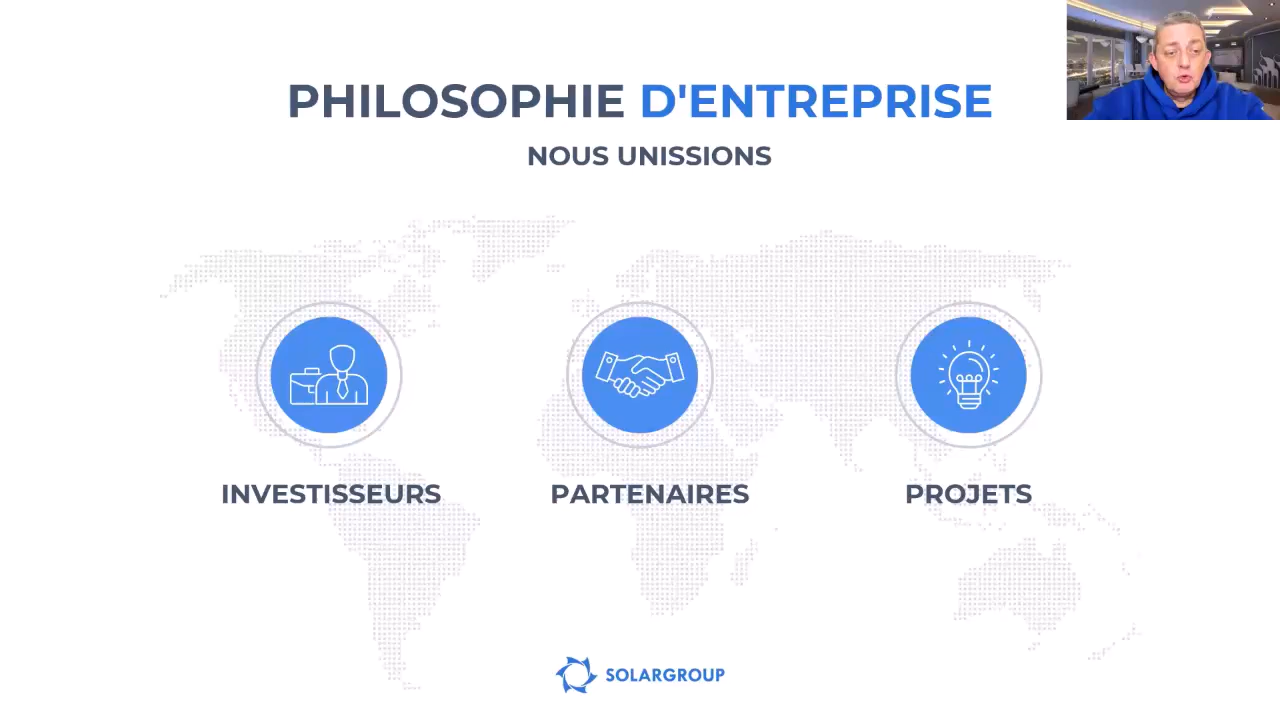 PHILOSOPHIE D'ENTREPRISE
NOUS UNISSIONS
INVESTISSEURS
PARTENAIRES
PROJETS
SOLARGROUP